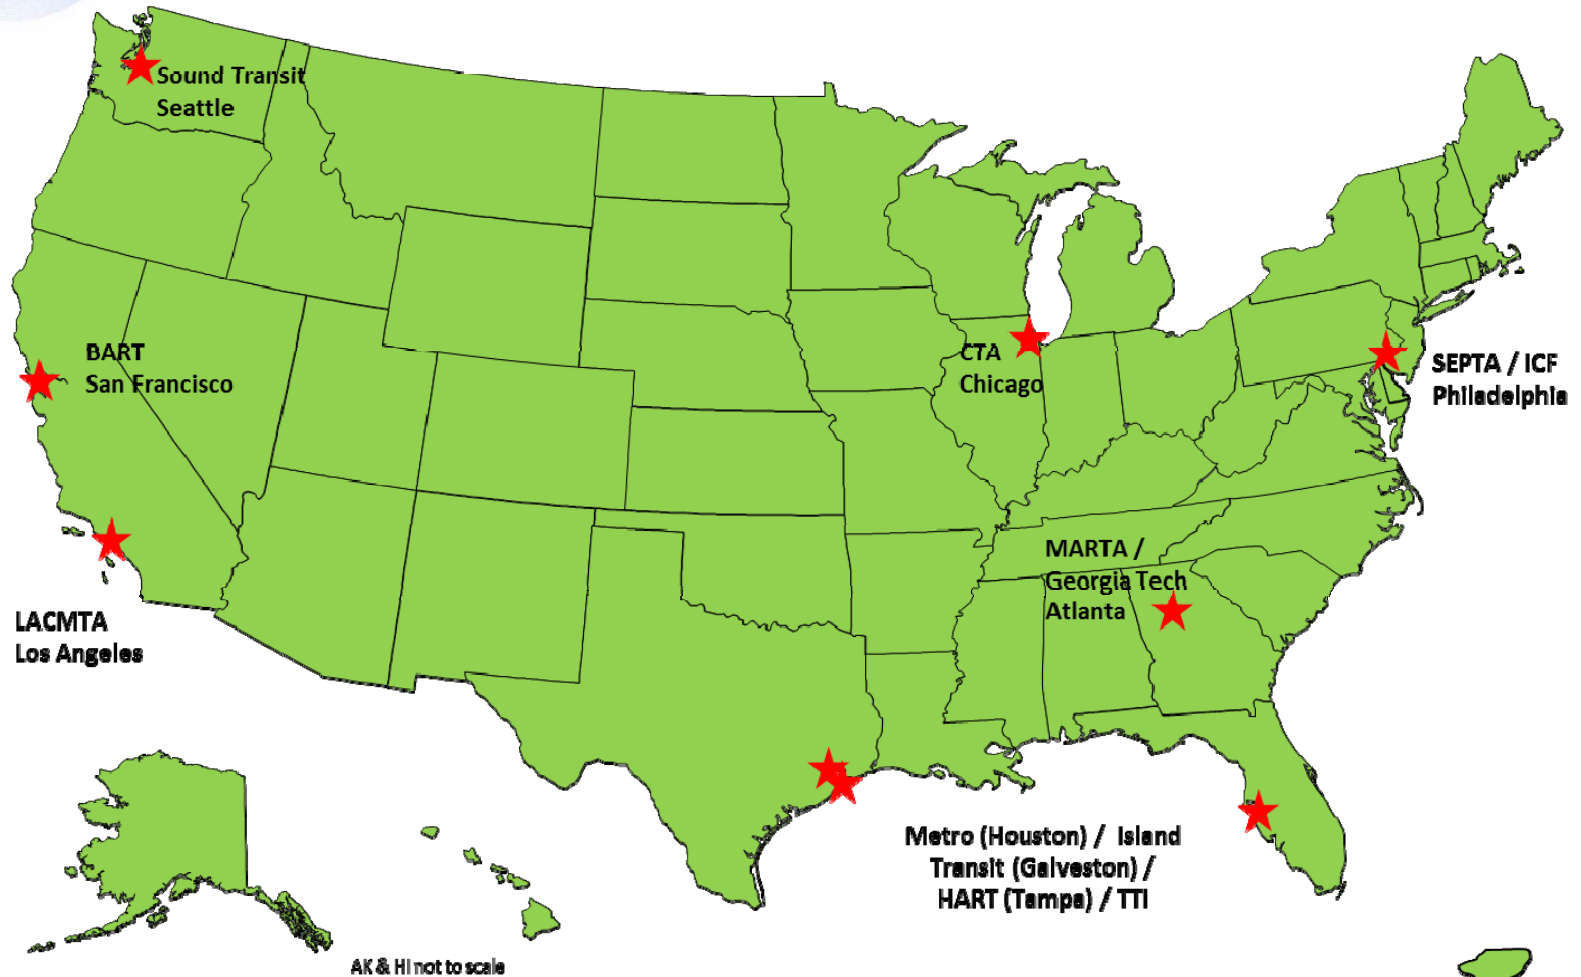 Sound Transit
Seattle
BART
San Francisco
CTA
Chicago
SEPTA / ICF
Philadelphia
MARTA /
Georgia Tech
Atlanta
LACMTA
Los Angeles
Metro (Houston) / Island
Transit (Galveston) /
HART (Tampa) / TTI
AK & HI not to scale